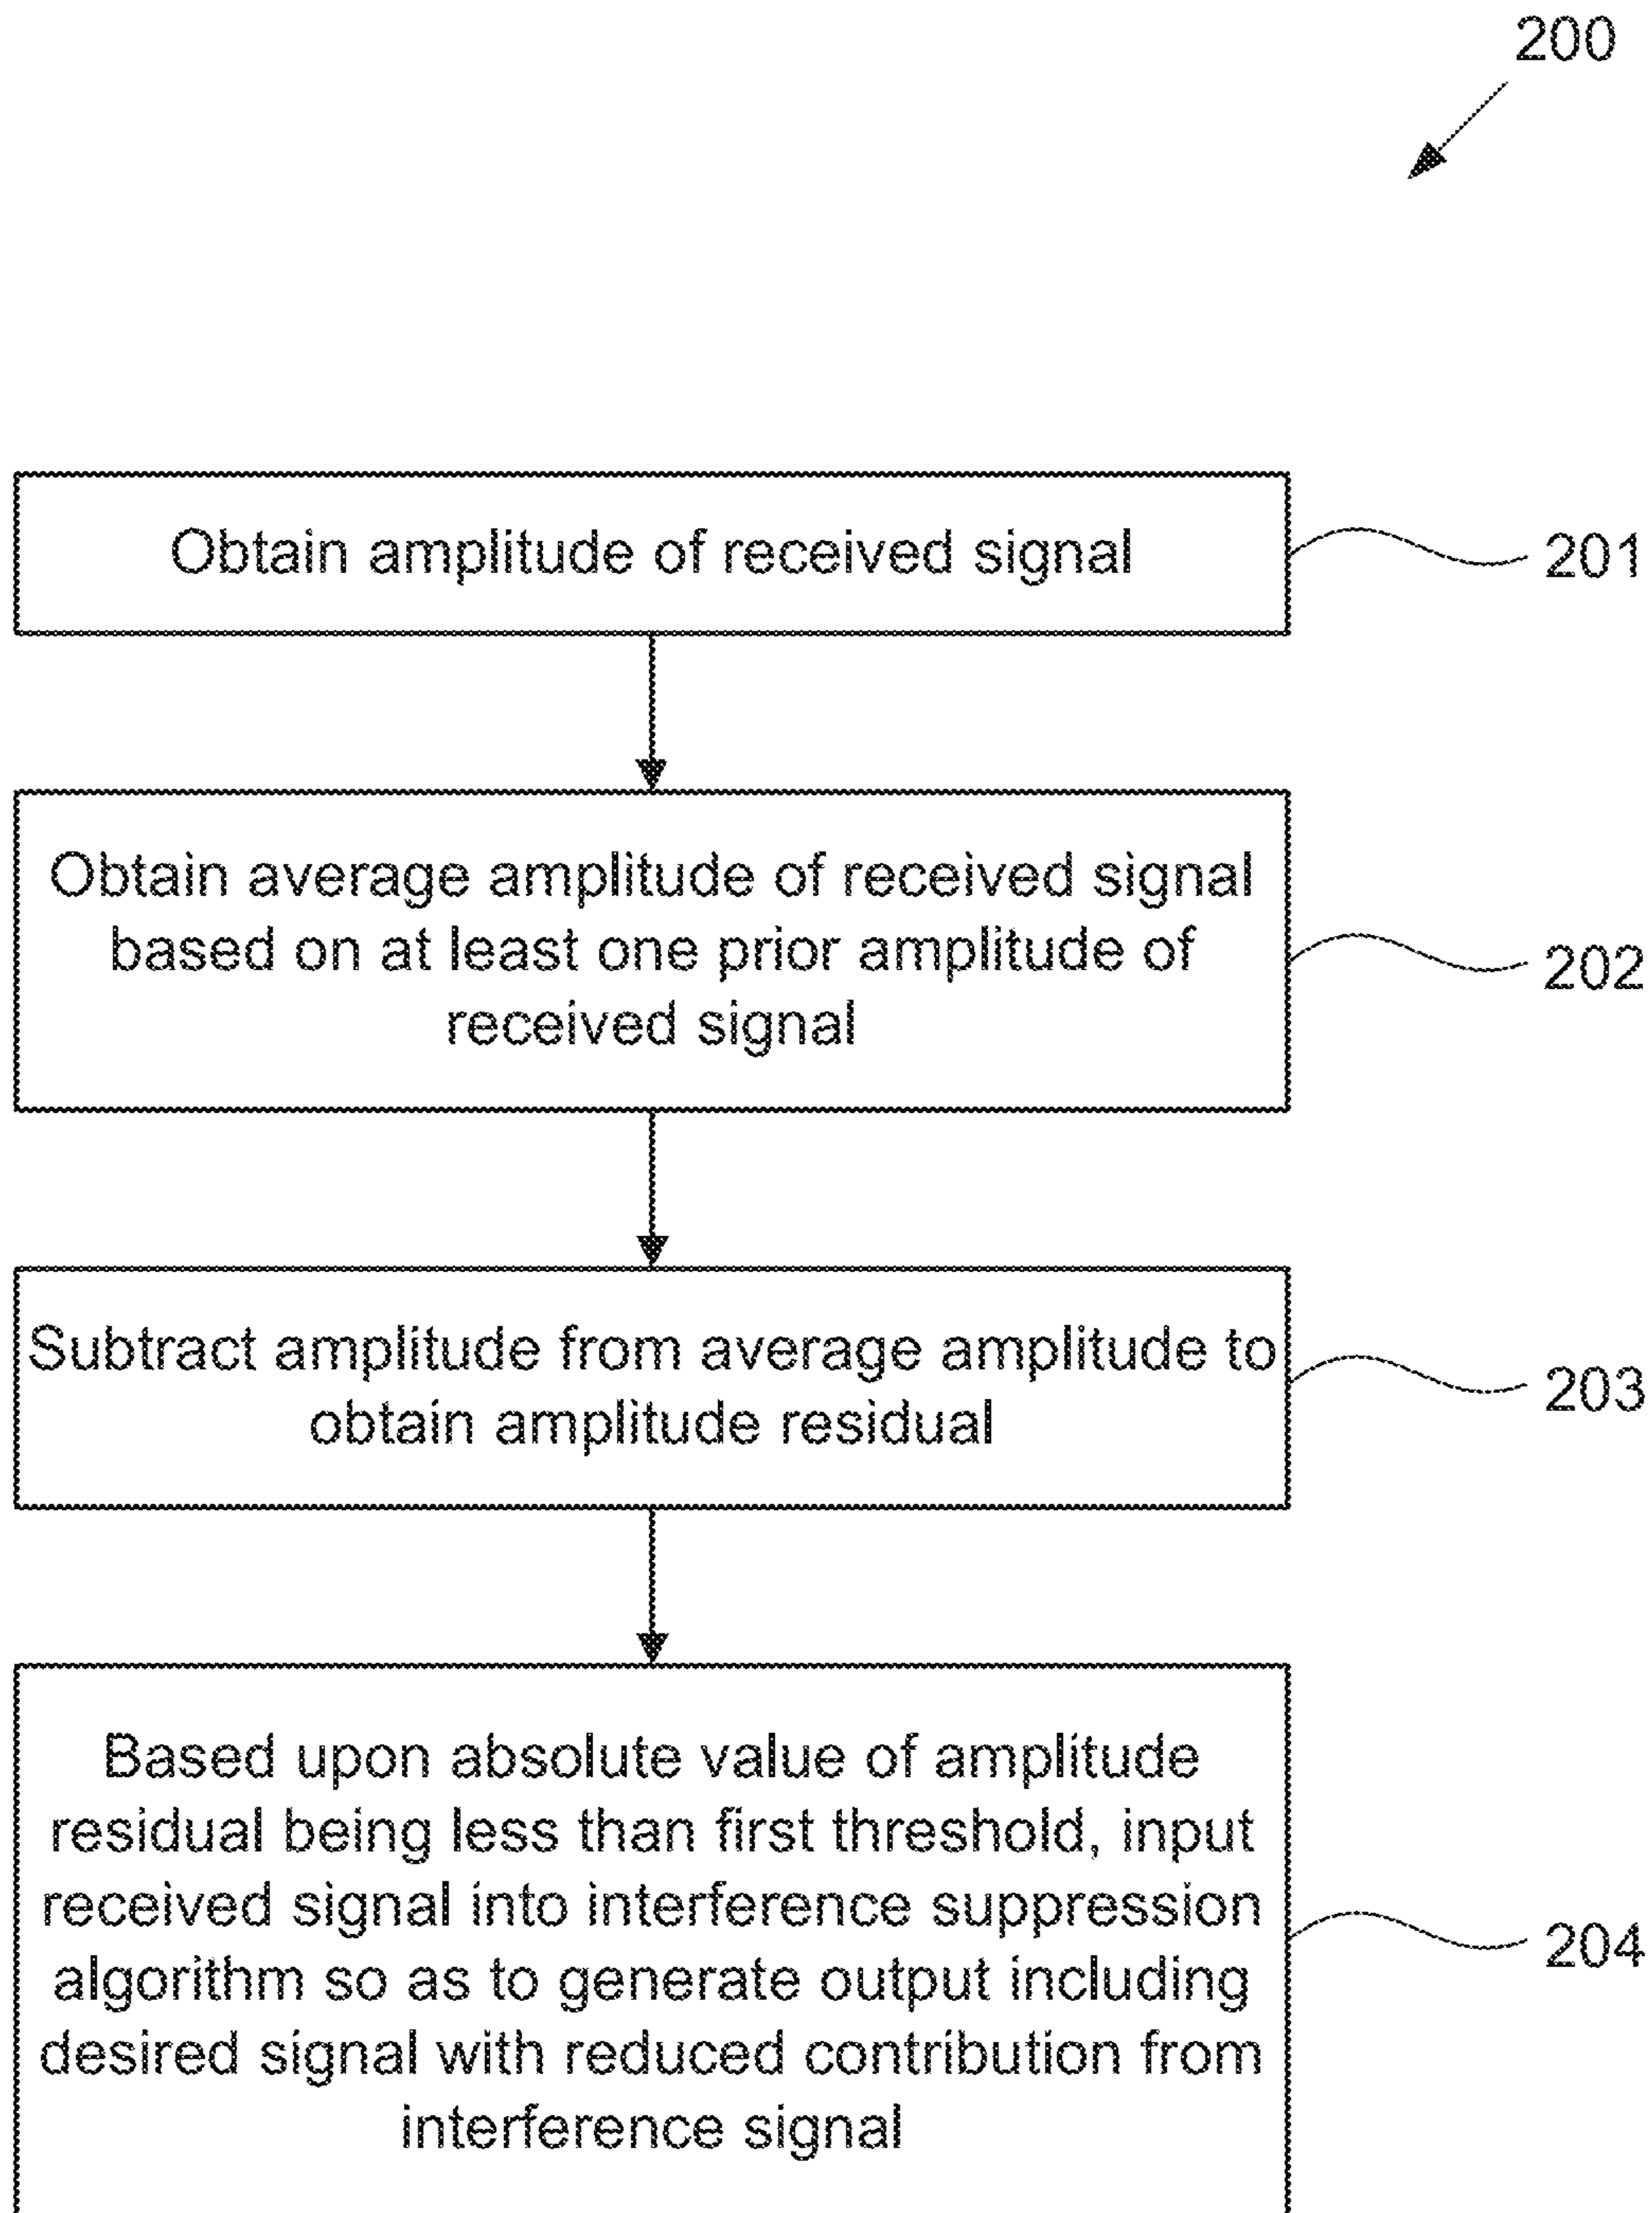 200
Obtain amplitude of received signal
201
Obtain average amplitude of received signal
based on at least one prior amplitude of
received signal
202
Subtract amplitude from average amplitude to
obtain amplitude residual
203
Based upon absolute value of amplitude
residual being less than first threshold, input
received signal into interference suppression
algorithm so as to generate output including
desired signal with reduced contribution from
interference signal
204